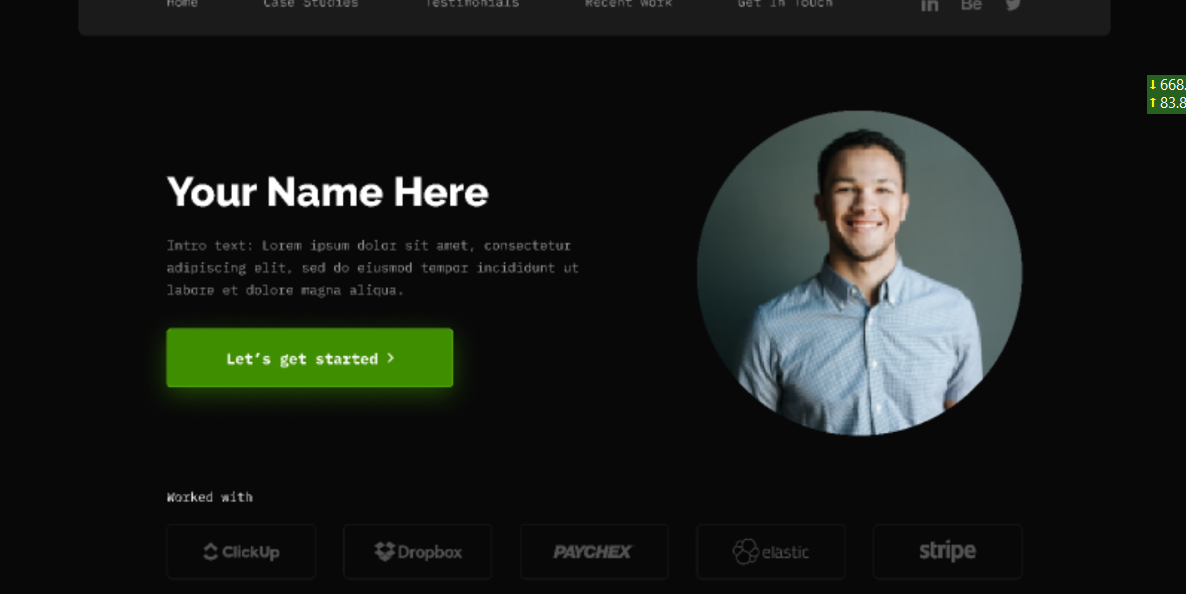 Home Case Studies Testimonials Recent Work Get In Touch in Be
668.
83.8
Your Name Here
Intro text: Lorem ipsum dolor sit amet, consectetur
adipiscing elit, sed do eiusmod tempor incididunt ut
labore et dolore magna aliqua.
Let's get started >
Worked with
ClickUp Dropbox PAYCHEX elastic stripe